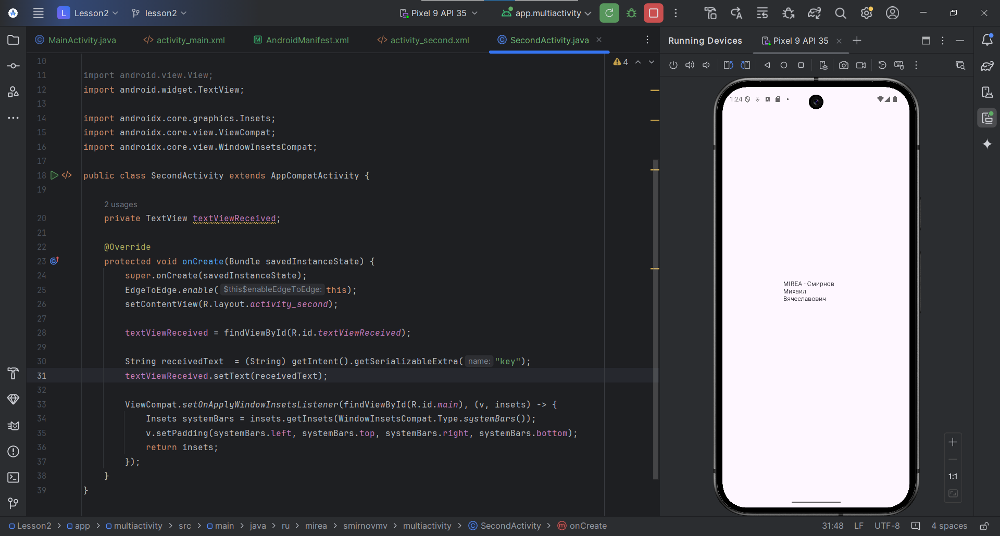 L Lesson2 lesson2 Pixel 9 API 35 app.multiactivity
MainActivity.java activity_main.xml AndroidManifest.xml activity_second.xml SecondActivity.java
Running Devices Pixel 9 API 35
4
10
11 import android.view.View;
12 import android.widget.TextView;
13
14 import androidx.core.graphics.Insets;
15 import androidx.core.view.ViewCompat;
16 import androidx.core.view.WindowInsetsCompat;
17
18 public class SecondActivity extends AppCompatActivity {
19
2 usages
20 private TextView textViewReceived;
21
22 @Override
23 protected void onCreate(Bundle savedInstanceState) {
24 super.onCreate(savedInstanceState);
25 EdgeToEdge.enable( $this$enableEdgeToEdge: this);
26 setContentView(R.layout.activity_second);
27
28 textViewReceived = findViewById(R.id.textViewReceived);
29
30 String receivedText  = (String) getIntent().getSerializableExtra( name: "key");
31 textViewReceived.setText(receivedText);
32
33 ViewCompat.setOnApplyWindowInsetsListener(findViewById(R.id.main), (v, insets) -> {
34 Insets systemBars = insets.getInsets(WindowInsetsCompat.Type.systemBars());
35 v.setPadding(systemBars.left, systemBars.top, systemBars.right, systemBars.bottom);
36 return insets;
37 });
38 }
39 }
1:24
MIREA - Смирнов
Михаил
Вячеславович
1:1
Lesson2 > app > multiactivity > src > main > java > ru > mirea > smirnovmv > multiactivity > SecondActivity > onCreate
31:48 LF UTF-8 4 spaces